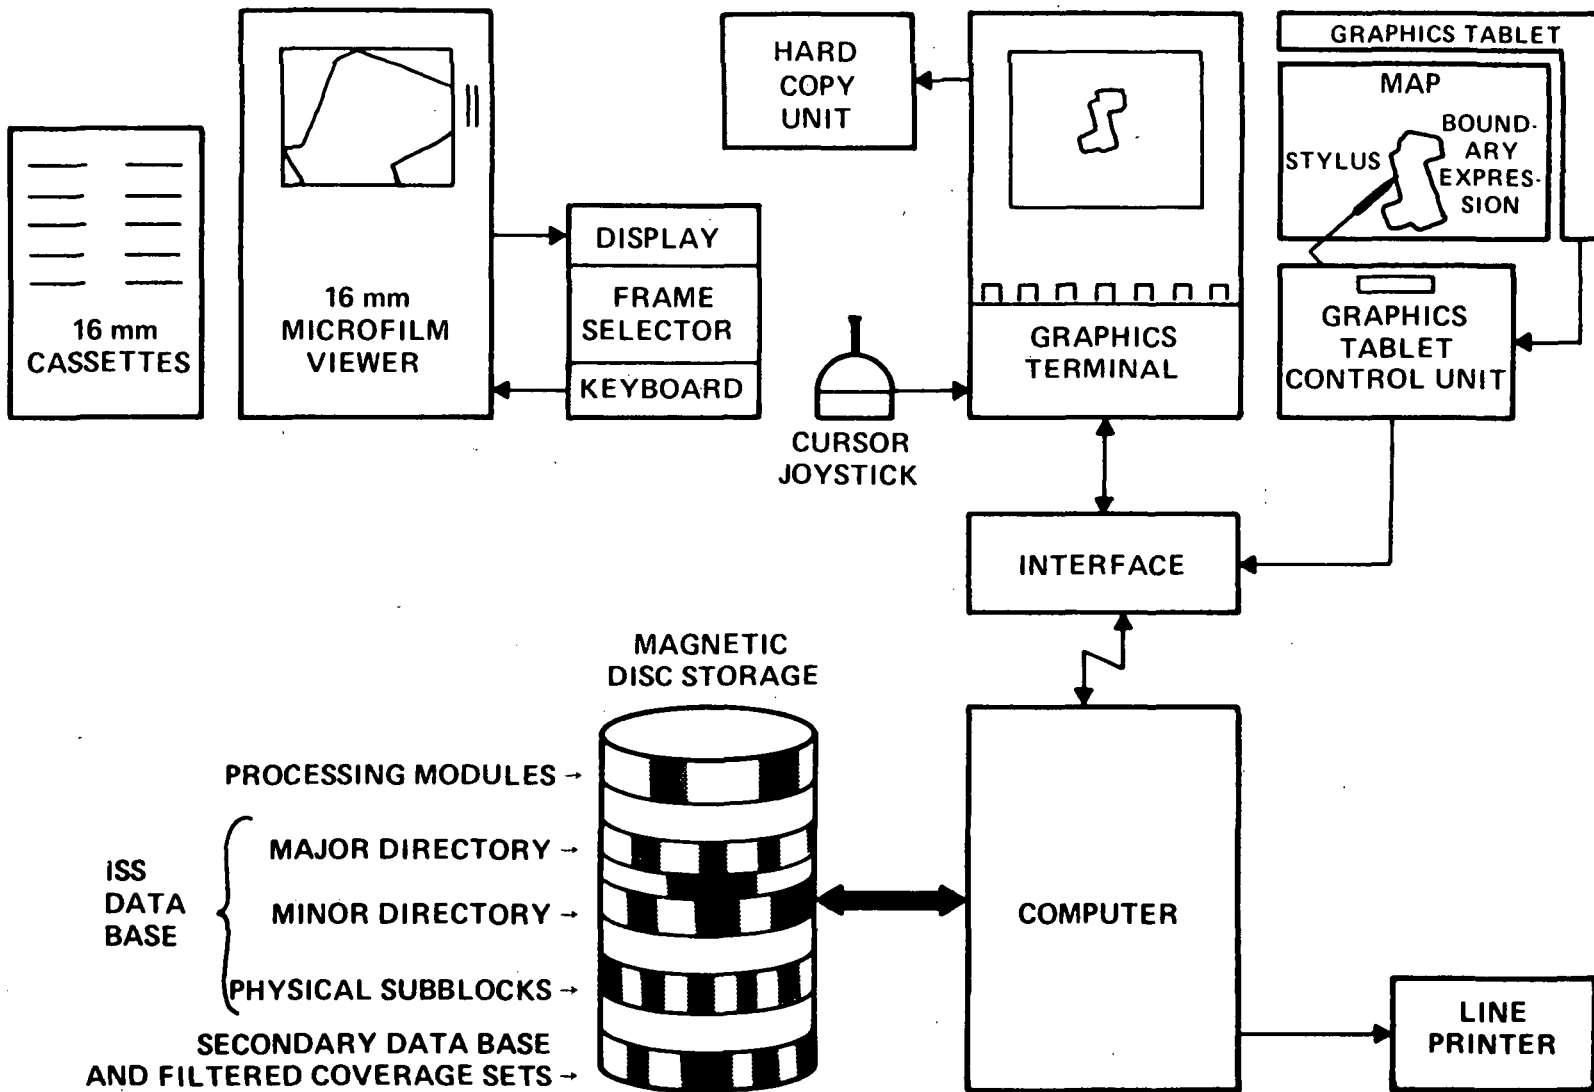 16 mm
CASSETTES
16 mm
MICROFILM
VIEWER
DISPLAY
FRAME
SELECTOR
KEYBOARD
HARD
COPY
UNIT
GRAPHICS
TERMINAL
CURSOR
JOYSTICK
GRAPHICS TABLET
MAP
STYLUS
BOUND-
ARY
EXPRES-
SION
GRAPHICS
TABLET
CONTROL UNIT
INTERFACE
MAGNETIC
DISC STORAGE
PROCESSING MODULES
ISS
DATA
BASE
MAJOR DIRECTORY
MINOR DIRECTORY
PHYSICAL SUBBLOCKS
SECONDARY DATA BASE
AND FILTERED COVERAGE SETS
COMPUTER
LINE
PRINTER